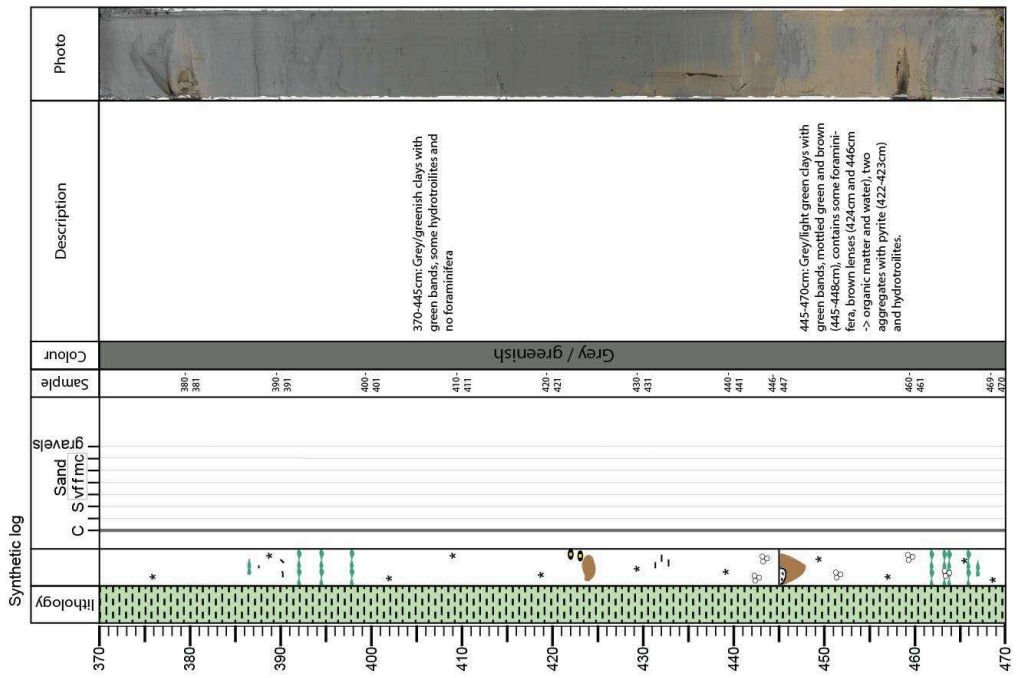 Synthetic log
Photo
Description
Colour
Sample
gravels
Sand
vf f m c
S
C
lithology
370-445cm: Grey/greenish clays with
green bands, some hydrotroilites and
no foraminifera
445-470cm: Grey/light green clays with
green bands, mottled green and brown
(445-448cm), contains some foramini-
fera, brown lenses (424cm and 446cm
-> organic matter and water), two
aggregates with pyrite (422-423cm)
and hydrotroilites.
Grey / greenish
380-
381
390-
391
400-
401
410-
411
420-
421
430-
431
440-
441
446-
447
460-
461
469-
470
370
380
390
400
410
420
430
440
450
460
470